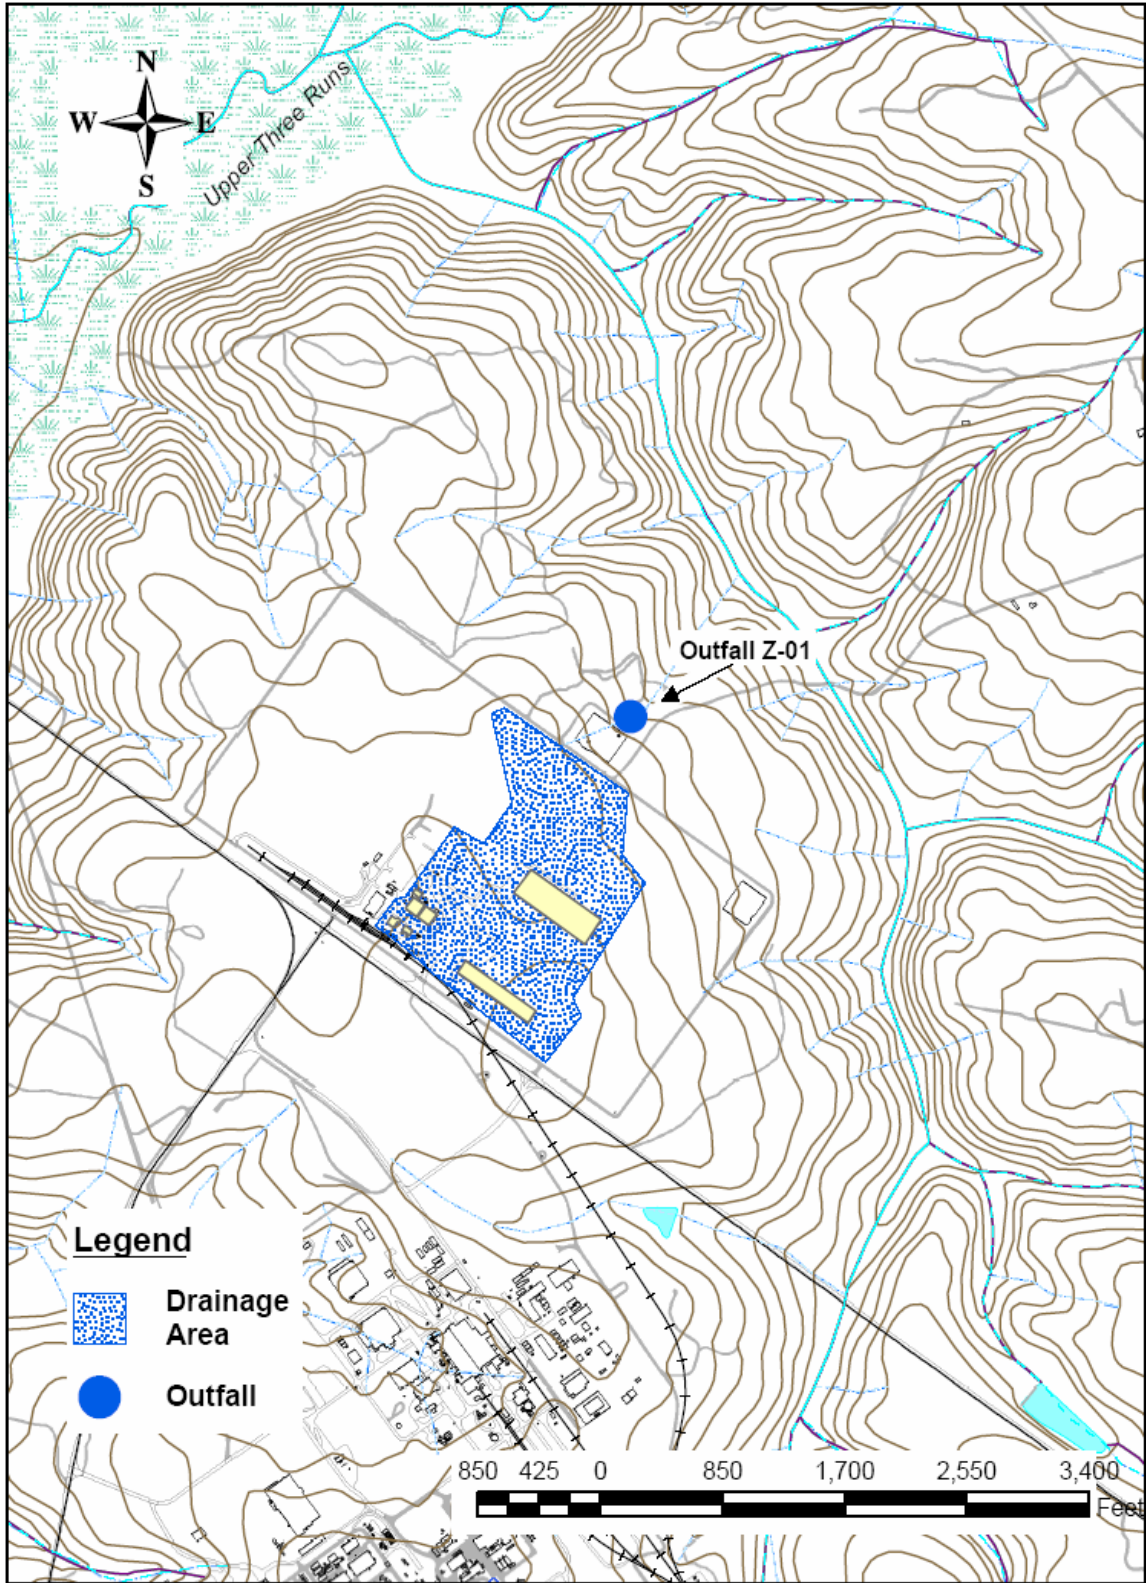 N
W E
S
Upper Three Runs
Outfall Z-01
Legend
Drainage
Area
Outfall
850 425 0 850 1,700 2,550 3,400
Feet